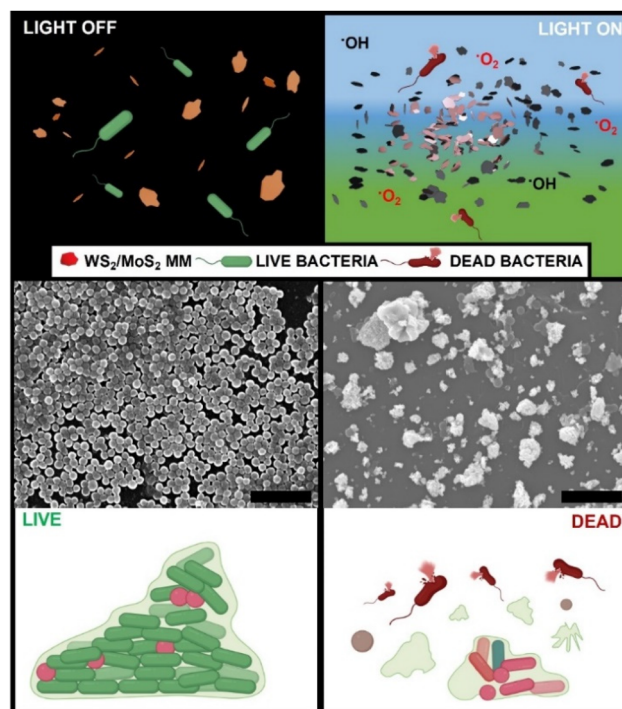 LIGHT OFF
LIGHT ON
·OH
·O₂
·O₂
·O₂
·OH
WS₂/MoS₂ MM LIVE BACTERIA DEAD BACTERIA
LIVE
DEAD